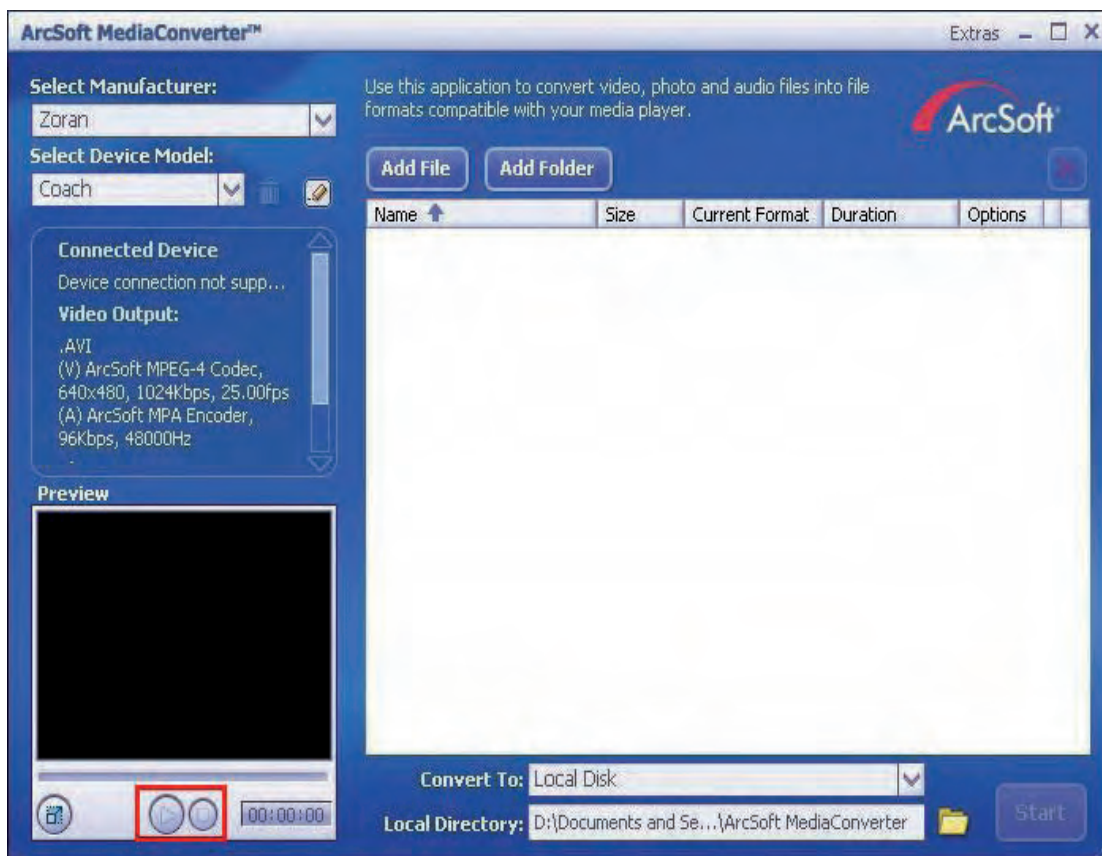 ArcSoft MediaConverter™
Extras
Select Manufacturer:
Zoran
Select Device Model:
Coach
Connected Device
Device connection not supp...
Video Output:
.AVI
(V) ArcSoft MPEG-4 Codec,
640x480, 1024Kbps, 25.00fps
(A) ArcSoft MPA Encoder,
96Kbps, 48000Hz
Preview
00:00:00
Use this application to convert video, photo and audio files into file
formats compatible with your media player.
ArcSoft
Add File
Add Folder
Name Size Current Format Duration Options
Convert To: Local Disk
Local Directory: D:\Documents and Se...\ArcSoft MediaConverter
Start